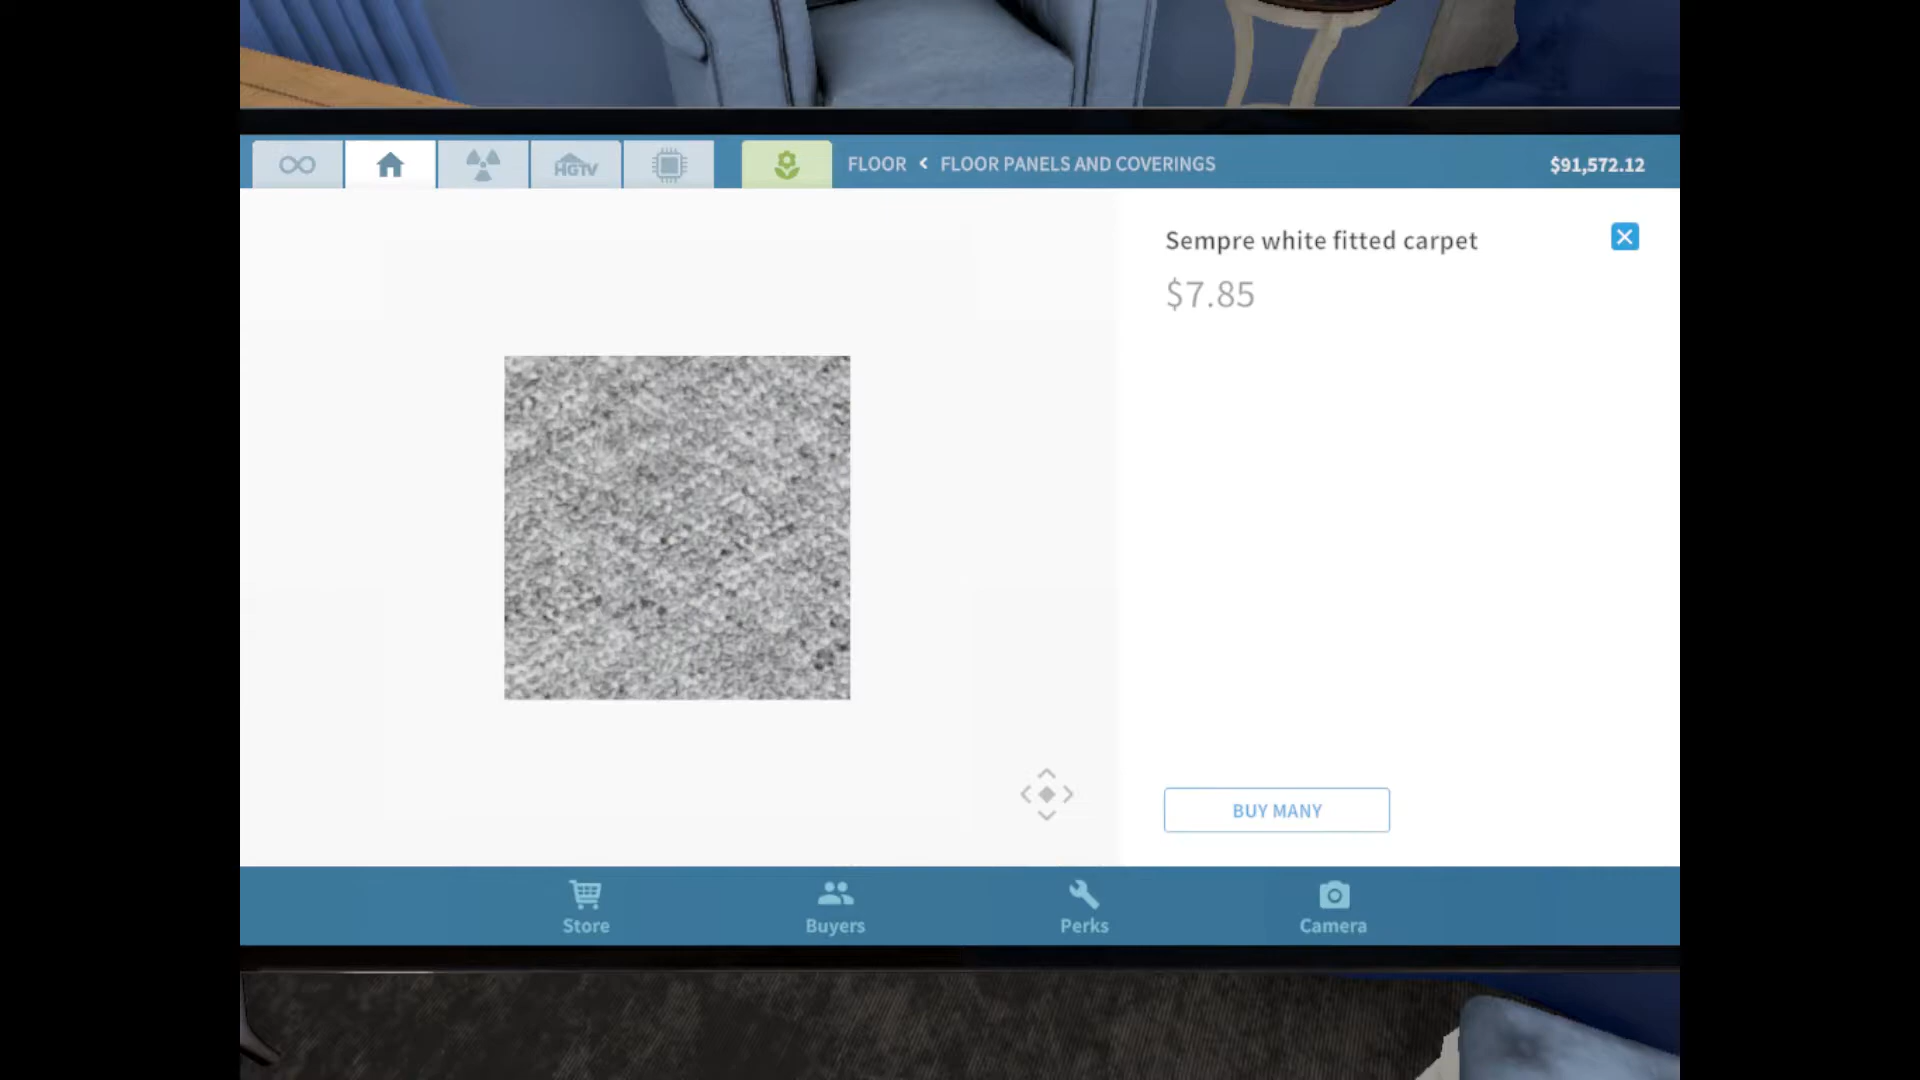 HGTV
FLOOR < FLOOR PANELS AND COVERINGS
$91,572.12
Sempre white fitted carpet
$7.85
BUY MANY
Store
Buyers
Perks
Camera